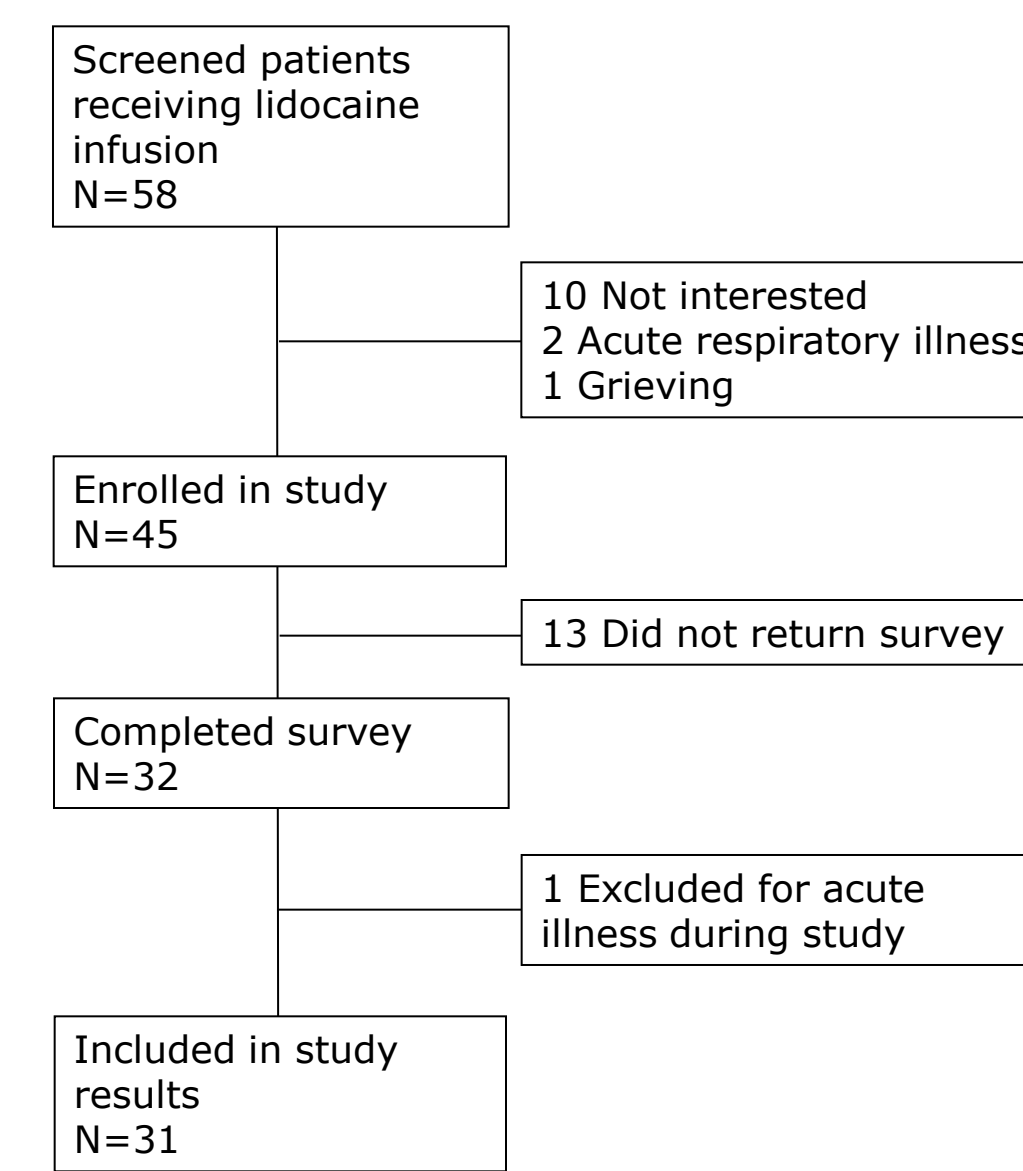 Screened patients
receiving lidocaine
infusion
N=58
10 Not interested
2 Acute respiratory illness
1 Grieving
Enrolled in study
N=45
13 Did not return survey
Completed survey
N=32
1 Excluded for acute
illness during study
Included in study
results
N=31